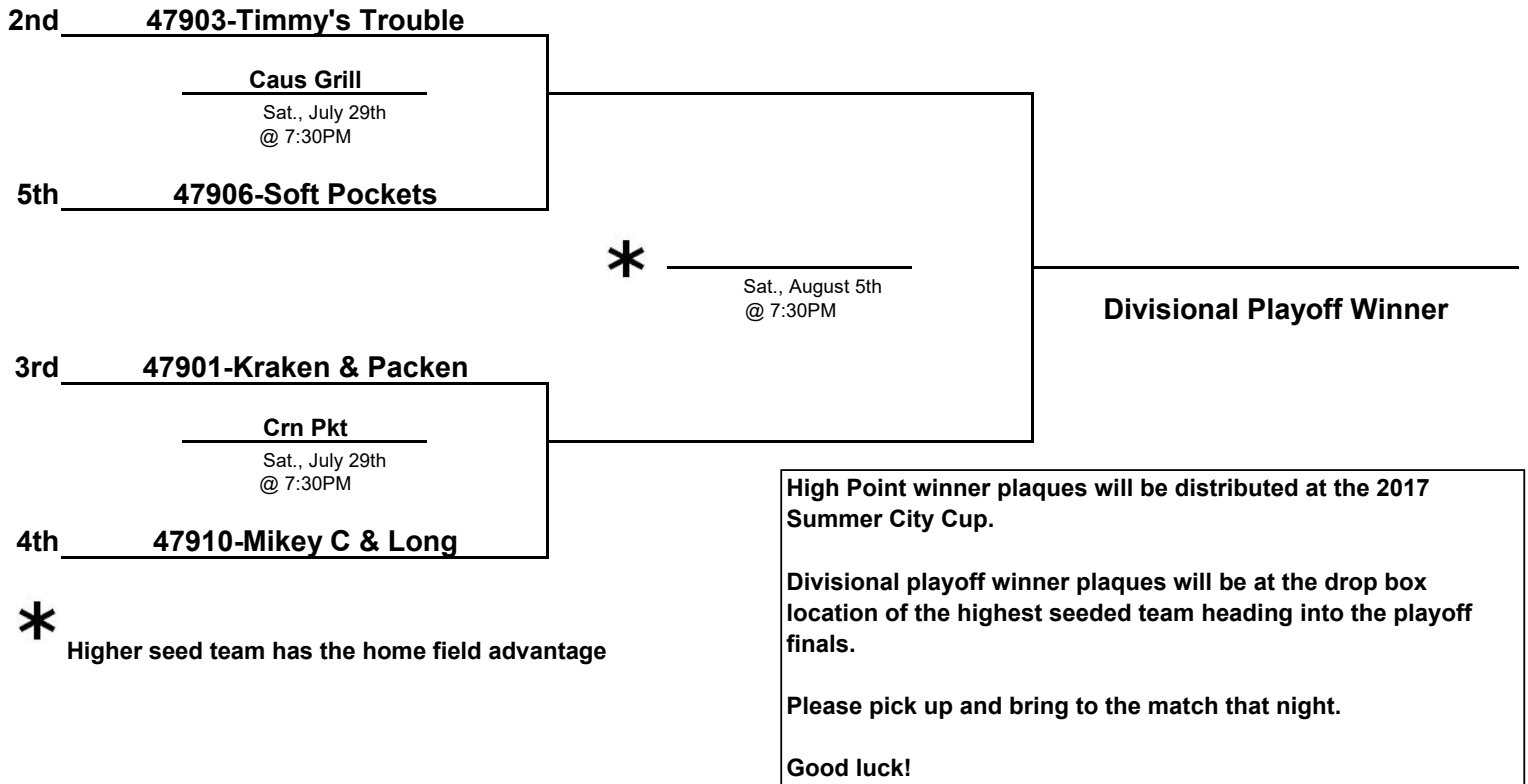 2nd 47903-Timmy's Trouble
Caus Grill
Sat., July 29th
@ 7:30PM
5th 47906-Soft Pockets
*
Sat., August 5th
@ 7:30PM
Divisional Playoff Winner
3rd 47901-Kraken & Packen
Crn Pkt
Sat., July 29th
@ 7:30PM
4th 47910-Mikey C & Long
* Higher seed team has the home field advantage
High Point winner plaques will be distributed at the 2017
Summer City Cup.
Divisional playoff winner plaques will be at the drop box
location of the highest seeded team heading into the playoff
finals.
Please pick up and bring to the match that night.
Good luck!